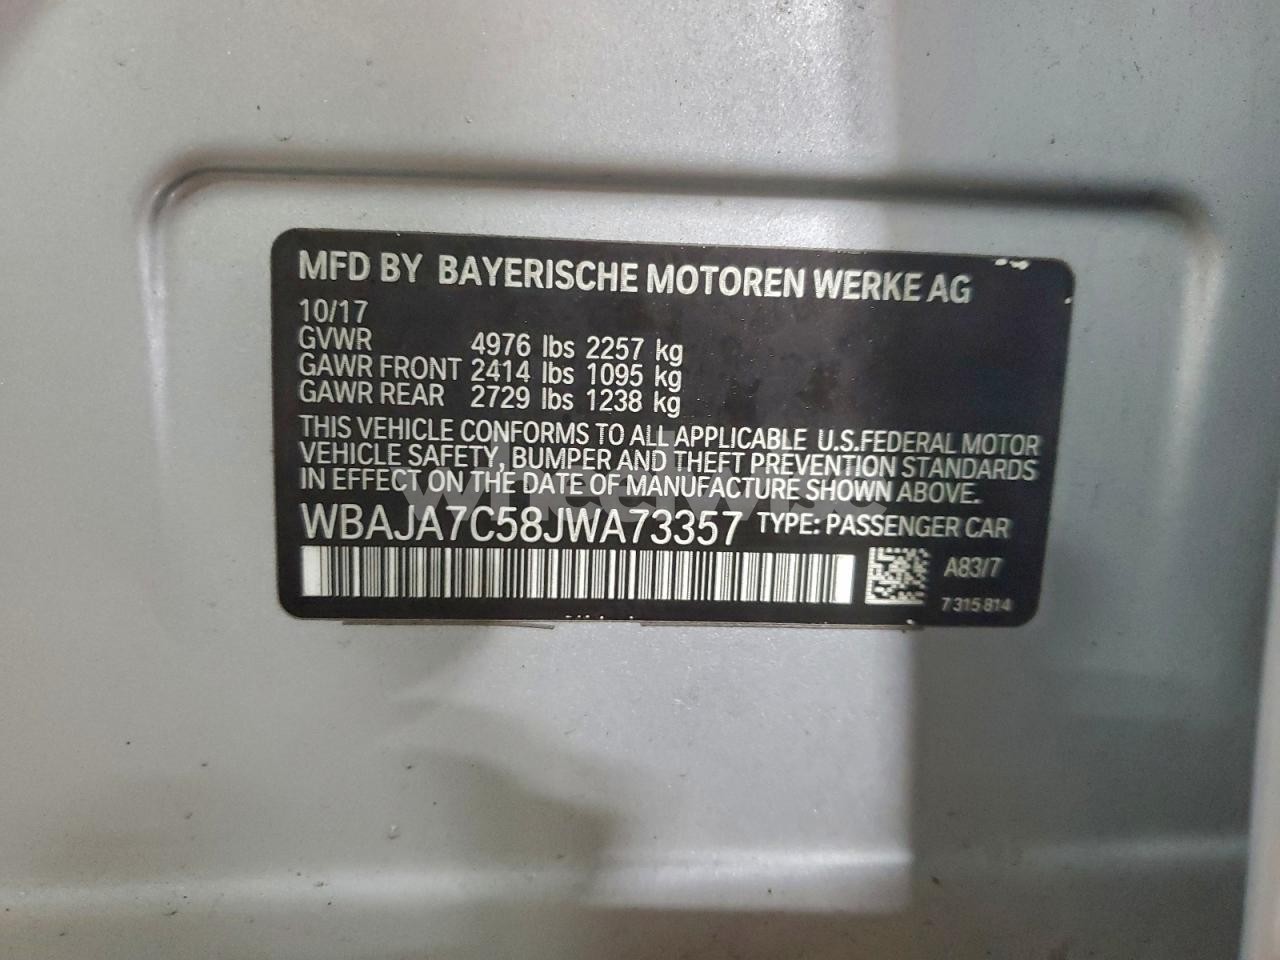 MFD BY BAYERISCHE MOTOREN WERKE AG
10/17
GVWR 4976 lbs 2257 kg
GAWR FRONT 2414 lbs 1095 kg
GAWR REAR 2729 lbs 1238 kg
THIS VEHICLE CONFORMS TO ALL APPLICABLE U.S.FEDERAL MOTOR
VEHICLE SAFETY, BUMPER AND THEFT PREVENTION STANDARDS
IN EFFECT ON THE DATE OF MANUFACTURE SHOWN ABOVE.
wheelwise
WBAJA7C58JWA73357 TYPE: PASSENGER CAR
A83/7
7 315 814